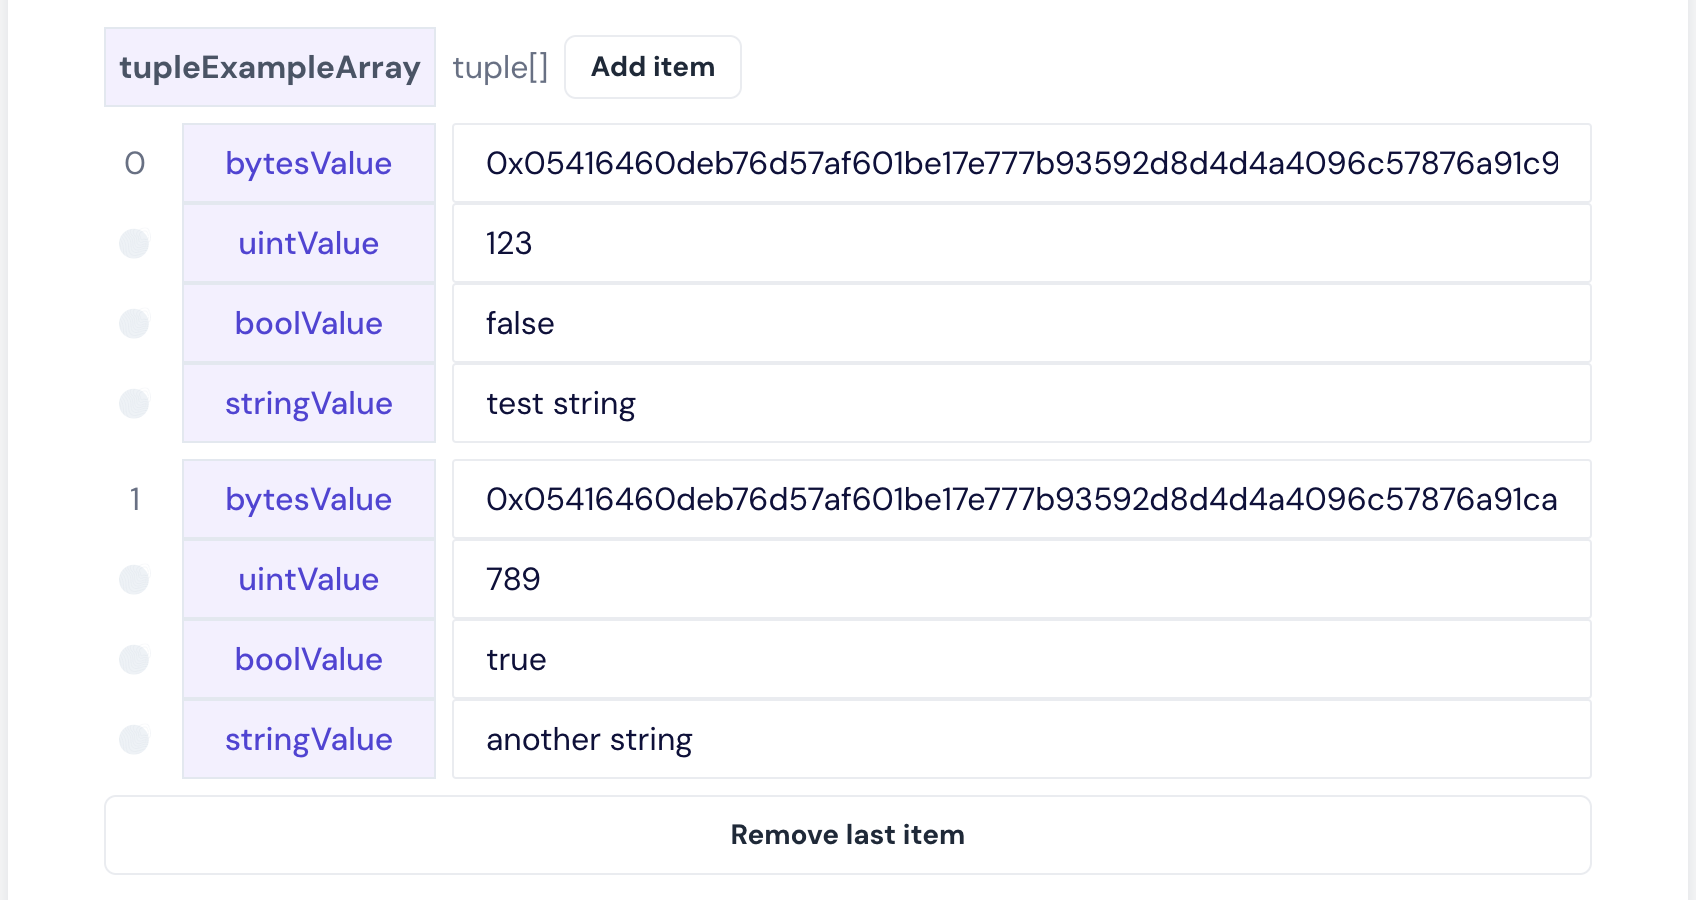 tupleExampleArray tuple[] Add item
0 bytesValue 0x05416460deb76d57af601be17e777b93592d8d4d4a4096c57876a91c9
uintValue 123
boolValue false
stringValue test string
1 bytesValue 0x05416460deb76d57af601be17e777b93592d8d4d4a4096c57876a91ca
uintValue 789
boolValue true
stringValue another string
Remove last item